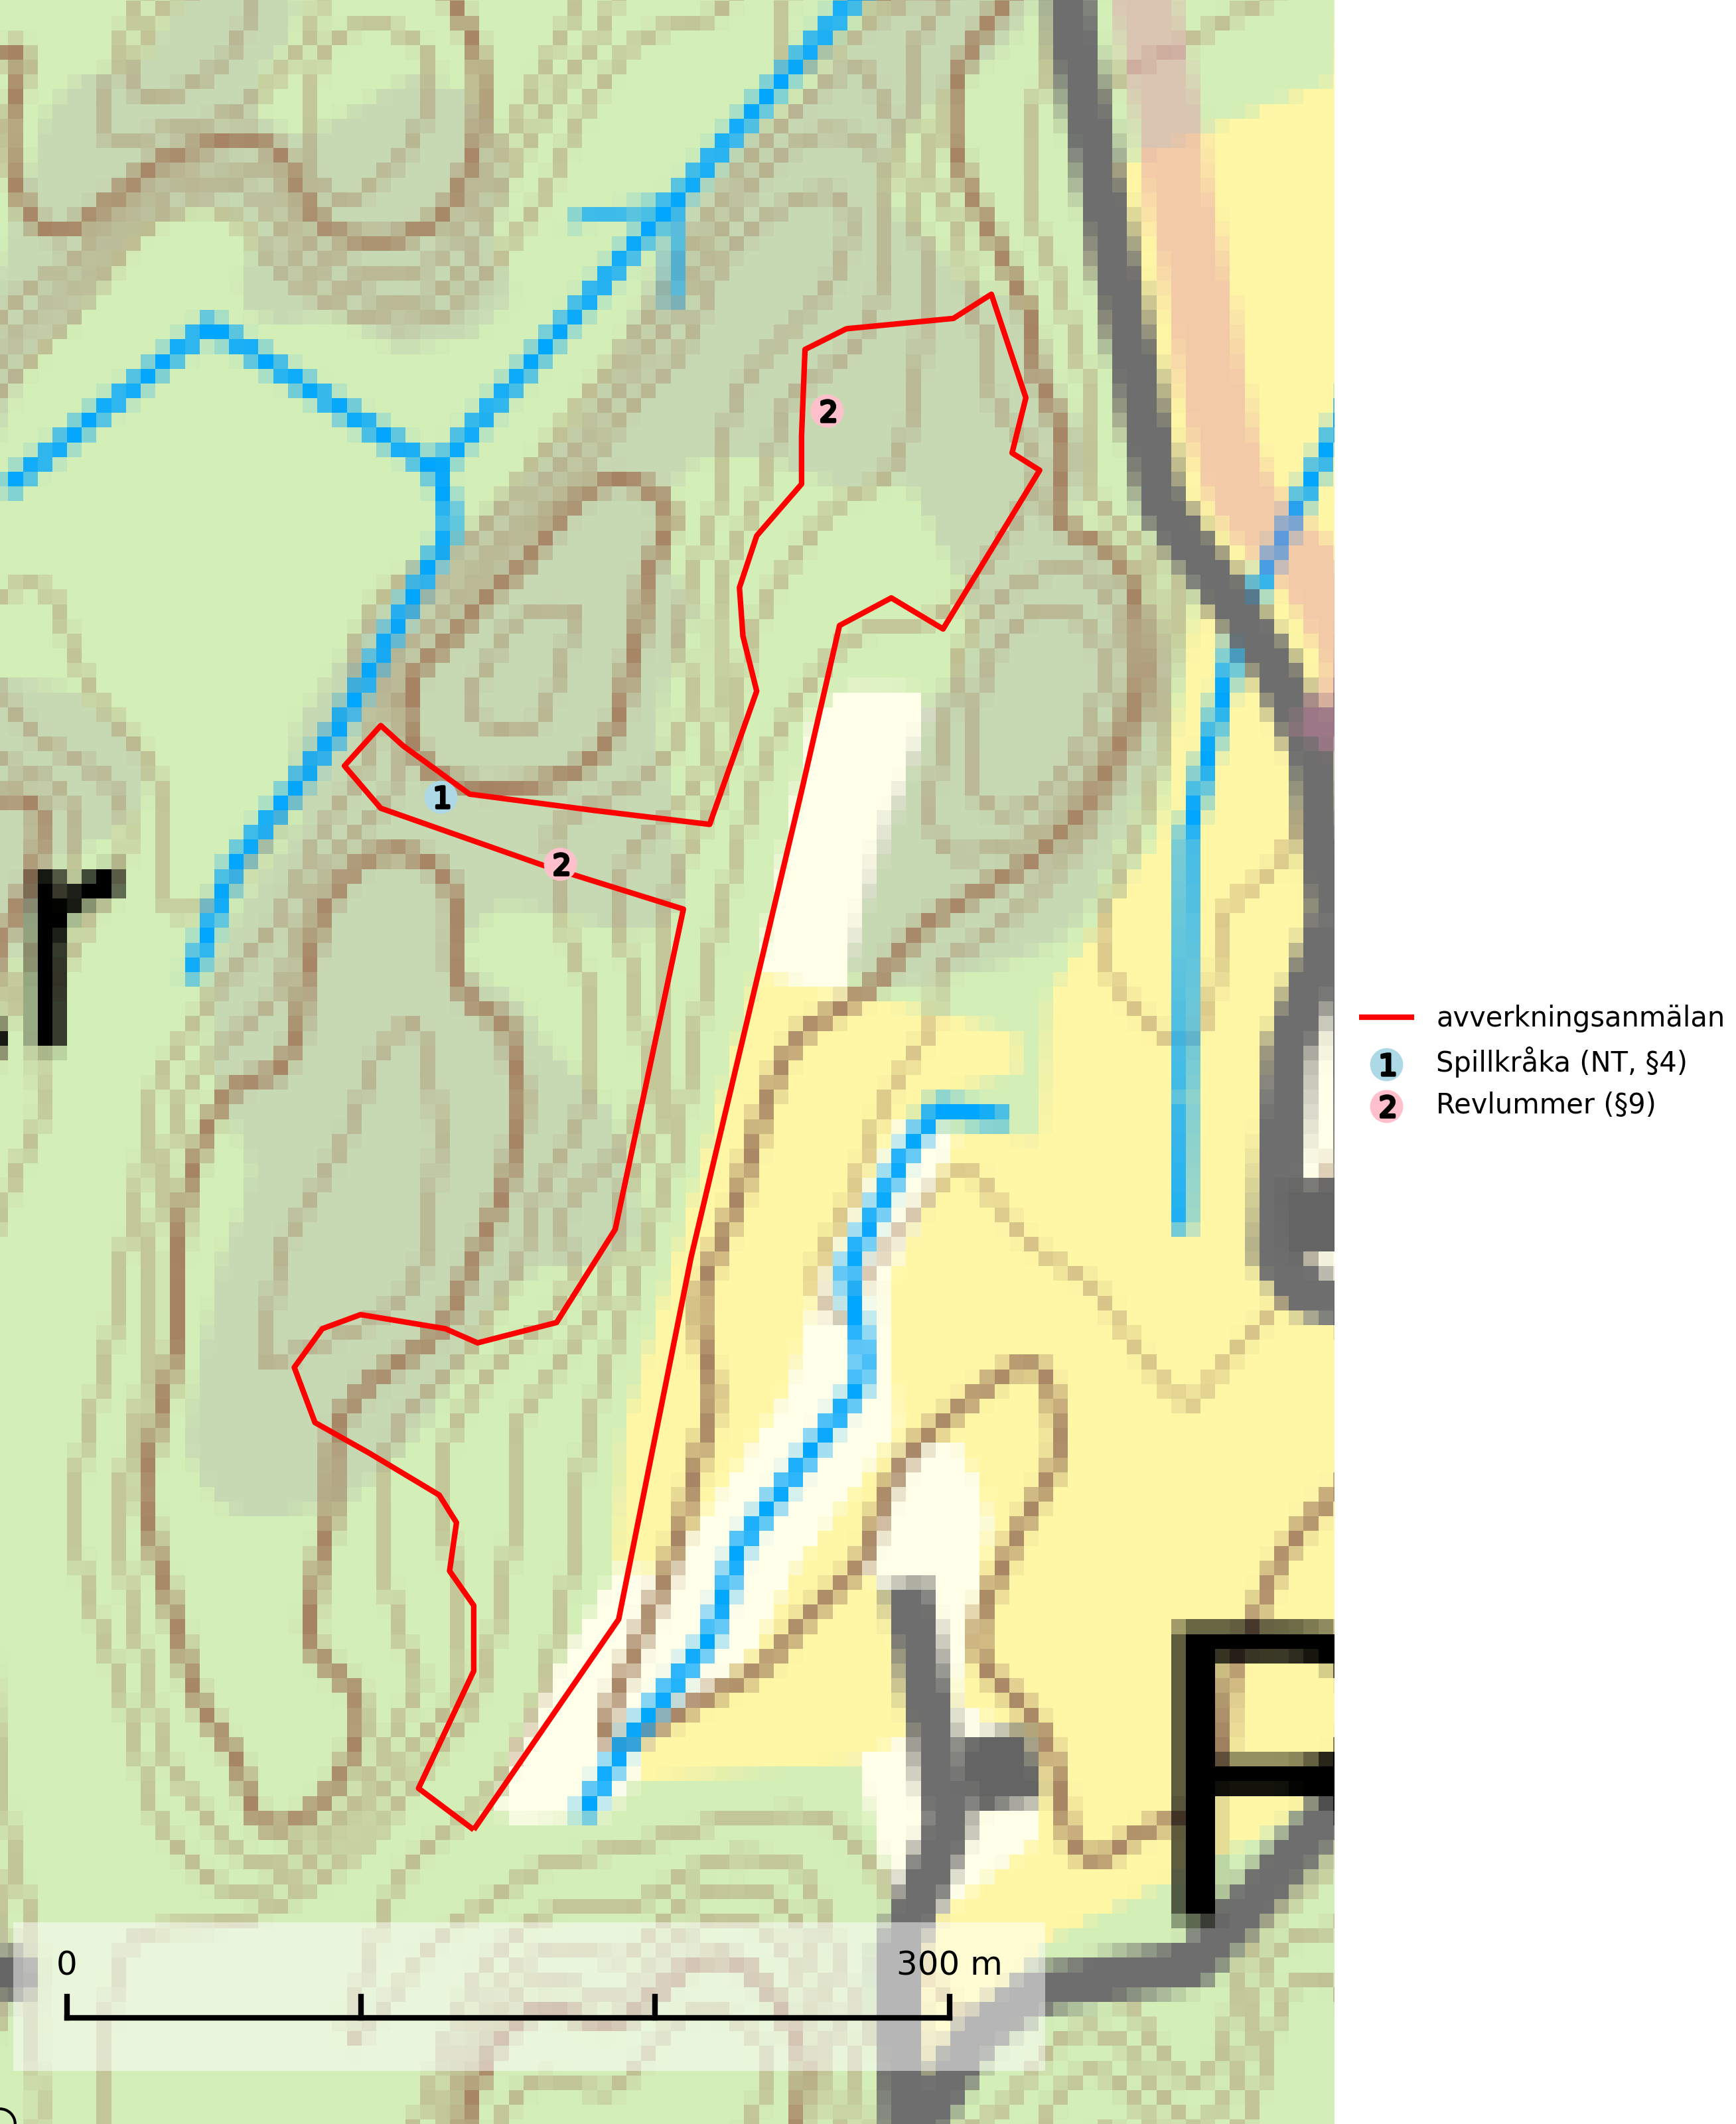 2
1
2
avverkningsanmälan
1 Spillkråka (NT, §4)
2 Revlummer (§9)
0 300 m